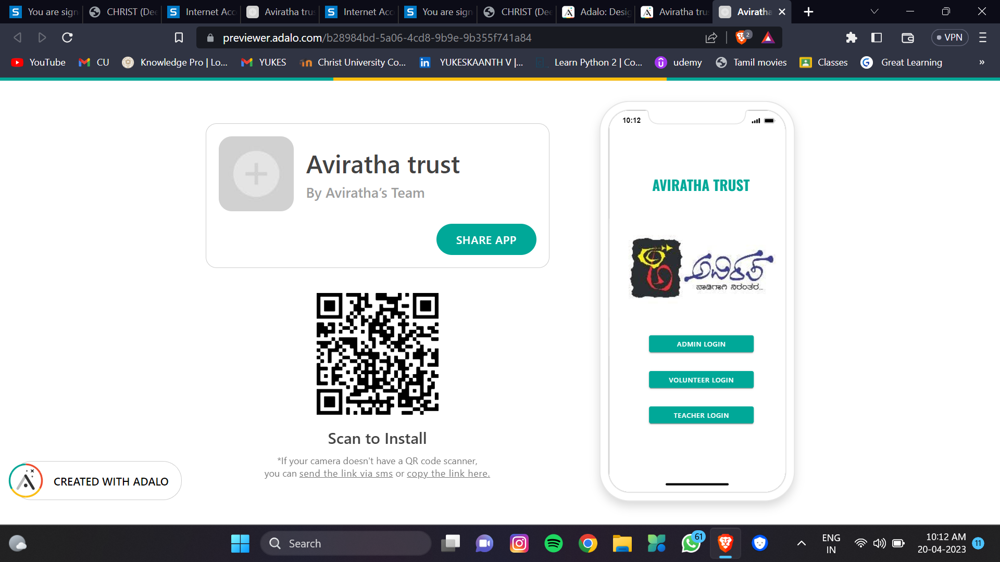 You are sign
CHRIST (Dee
Internet Acc
Aviratha trus
Internet Acc
You are sign
CHRIST (Dee
Adalo: Desig
Aviratha trus
Aviratha
previewer.adalo.com/b28984bd-5a06-4cd8-9b9e-9b355f741a84
2
VPN
YouTube
CU
Knowledge Pro | Lo...
YUKES
Christ University Co...
YUKESKAANTH V |...
Learn Python 2 | Co...
udemy
Tamil movies
Classes
Great Learning
»
Aviratha trust
By Aviratha’s Team
SHARE APP
Scan to Install
*If your camera doesn't have a QR code scanner,
you can send the link via sms or copy the link here.
CREATED WITH ADALO
10:12
AVIRATHA TRUST
ಅವಿರತ
ನಾಡಿಗಾಗಿ ನಿರಂತರ...
ADMIN LOGIN
VOLUNTEER LOGIN
TEACHER LOGIN
Search
61
ENG
IN
10:12 AM
20-04-2023
11